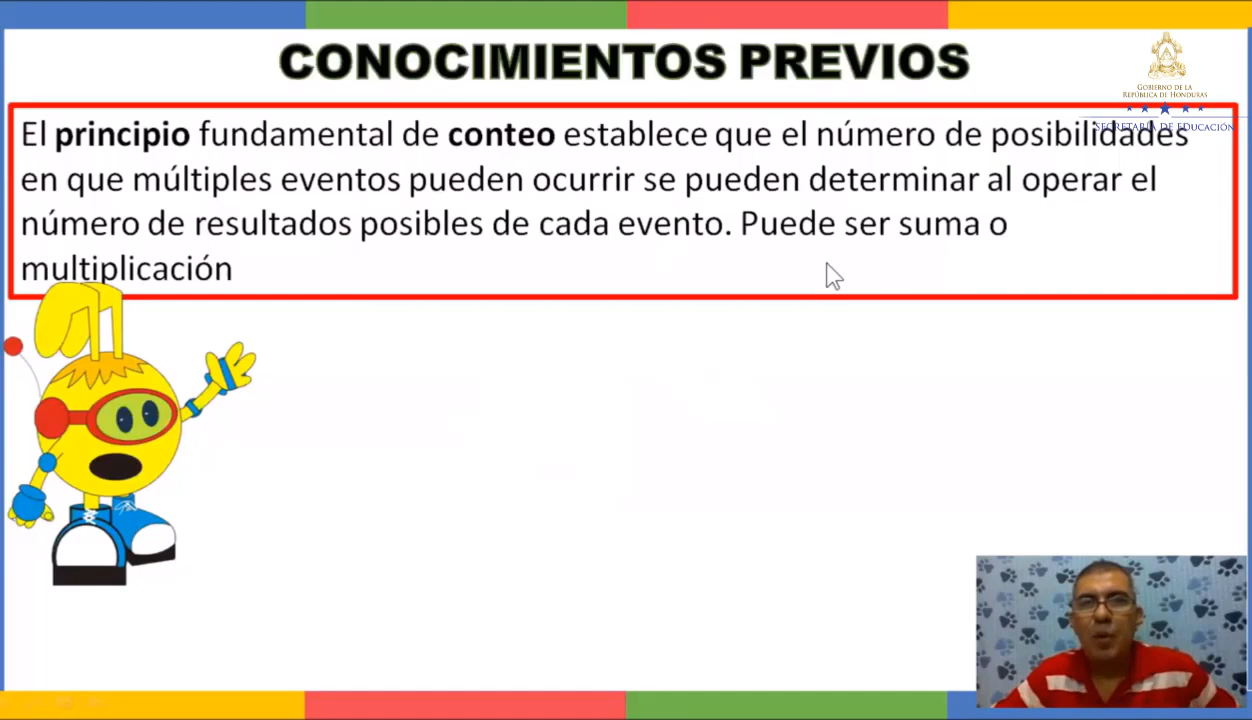 CONOCIMIENTOS PREVIOS
GOBIERNO DE LA
REPÚBLICA DE HONDURAS
SECRETARÍA DE EDUCACIÓN
El principio fundamental de conteo establece que el número de posibilidades
en que múltiples eventos pueden ocurrir se pueden determinar al operar el
número de resultados posibles de cada evento. Puede ser suma o
multiplicación